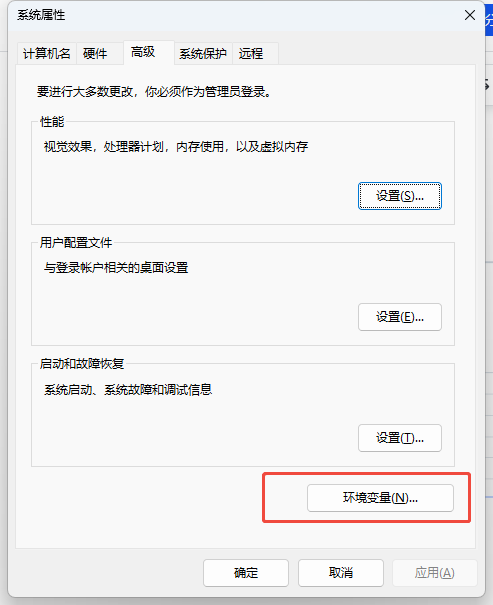 系统属性
计算机名 硬件 高级 系统保护 远程
要进行大多数更改，你必须作为管理员登录。
性能
视觉效果，处理器计划，内存使用，以及虚拟内存
设置(S)...
用户配置文件
与登录帐户相关的桌面设置
设置(E)...
启动和故障恢复
系统启动、系统故障和调试信息
设置(T)...
环境变量(N)...
确定 取消 应用(A)